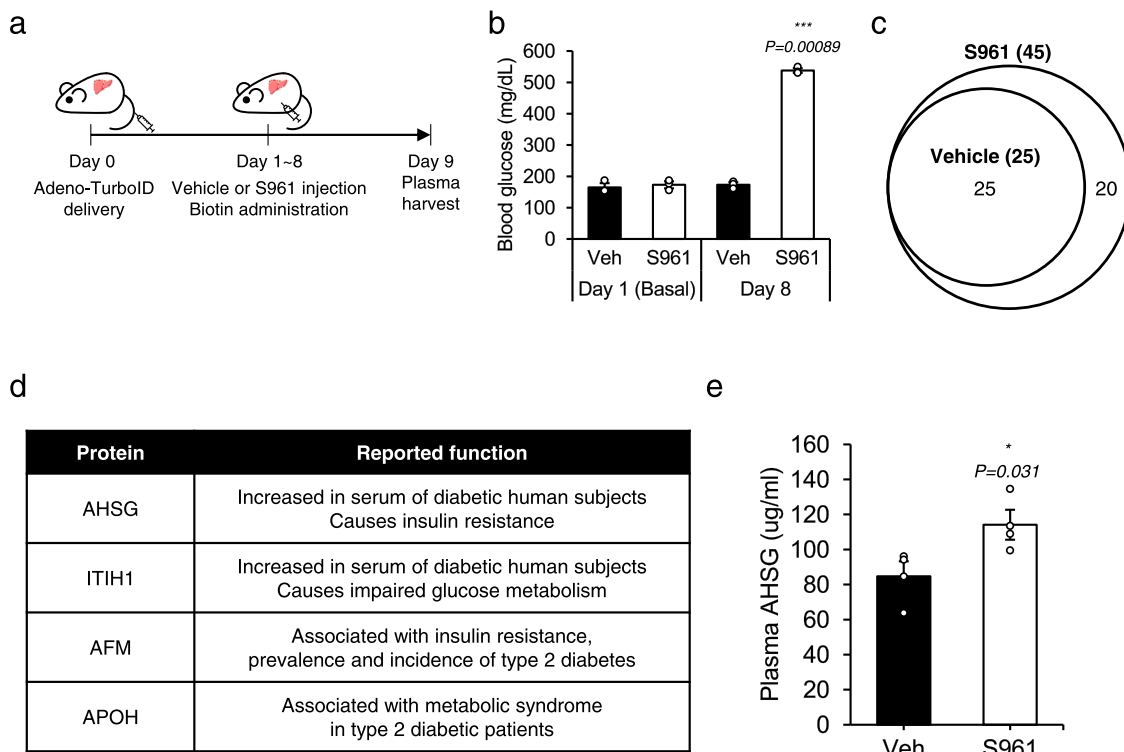 a
Day 0
Adeno-TurboID
delivery
Day 1~8
Vehicle or S961 injection
Biotin administration
Day 9
Plasma
harvest
b
***
P=0.00089
Blood glucose (mg/dL)
600
500
400
300
200
100
0
Veh
S961
Veh
S961
Day 1 (Basal)
Day 8
c
S961 (45)
Vehicle (25)
25
20
d
Protein
Reported function
AHSG
Increased in serum of diabetic human subjects
Causes insulin resistance
ITIH1
Increased in serum of diabetic human subjects
Causes impaired glucose metabolism
AFM
Associated with insulin resistance,
prevalence and incidence of type 2 diabetes
APOH
Associated with metabolic syndrome
in type 2 diabetic patients
e
*
P=0.031
Plasma AHSG (ug/ml)
160
140
120
100
80
60
40
20
0
Veh
S961